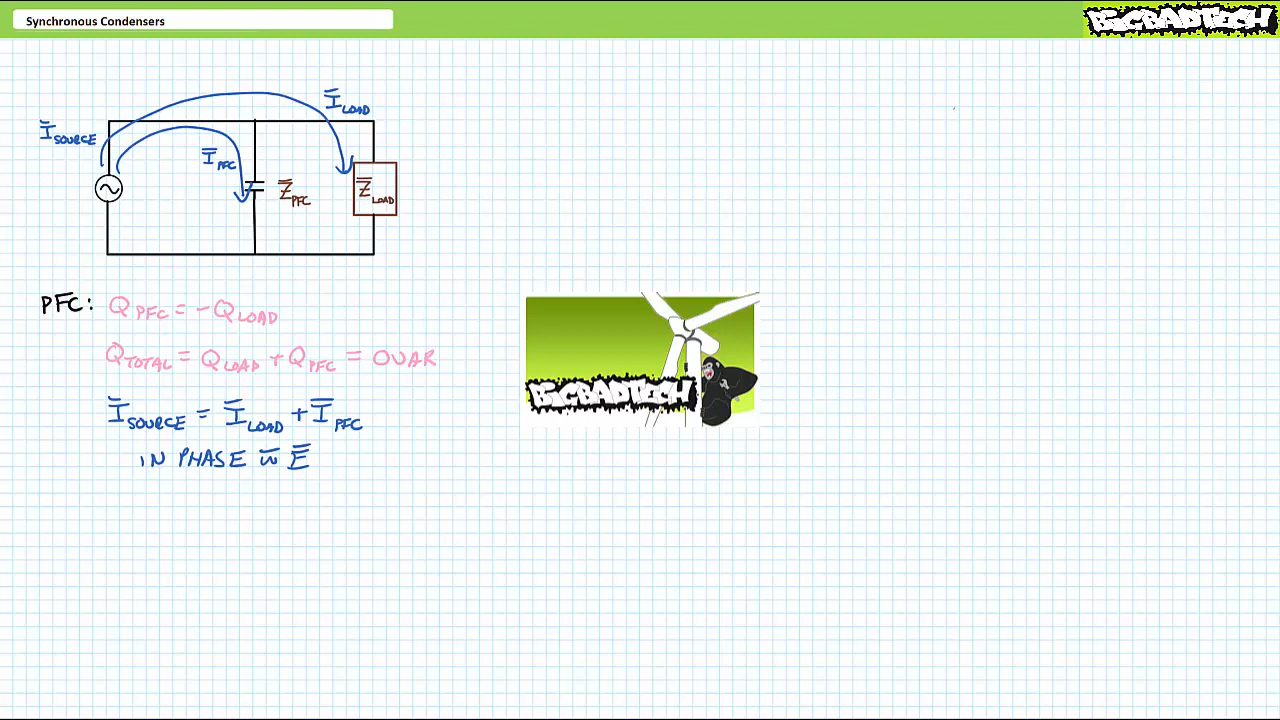 Synchronous Condensers
BIGBADTECH
I̅ LOAD
I̅ SOURCE
I̅ PFC
Z̅ PFC
Z̅ LOAD
PFC: Q PFC = -Q LOAD
Q TOTAL = Q LOAD + Q PFC = 0VAR
I̅ SOURCE = I̅ LOAD + I̅ PFC
IN PHASE w̅ E̅
BIGBADTECH